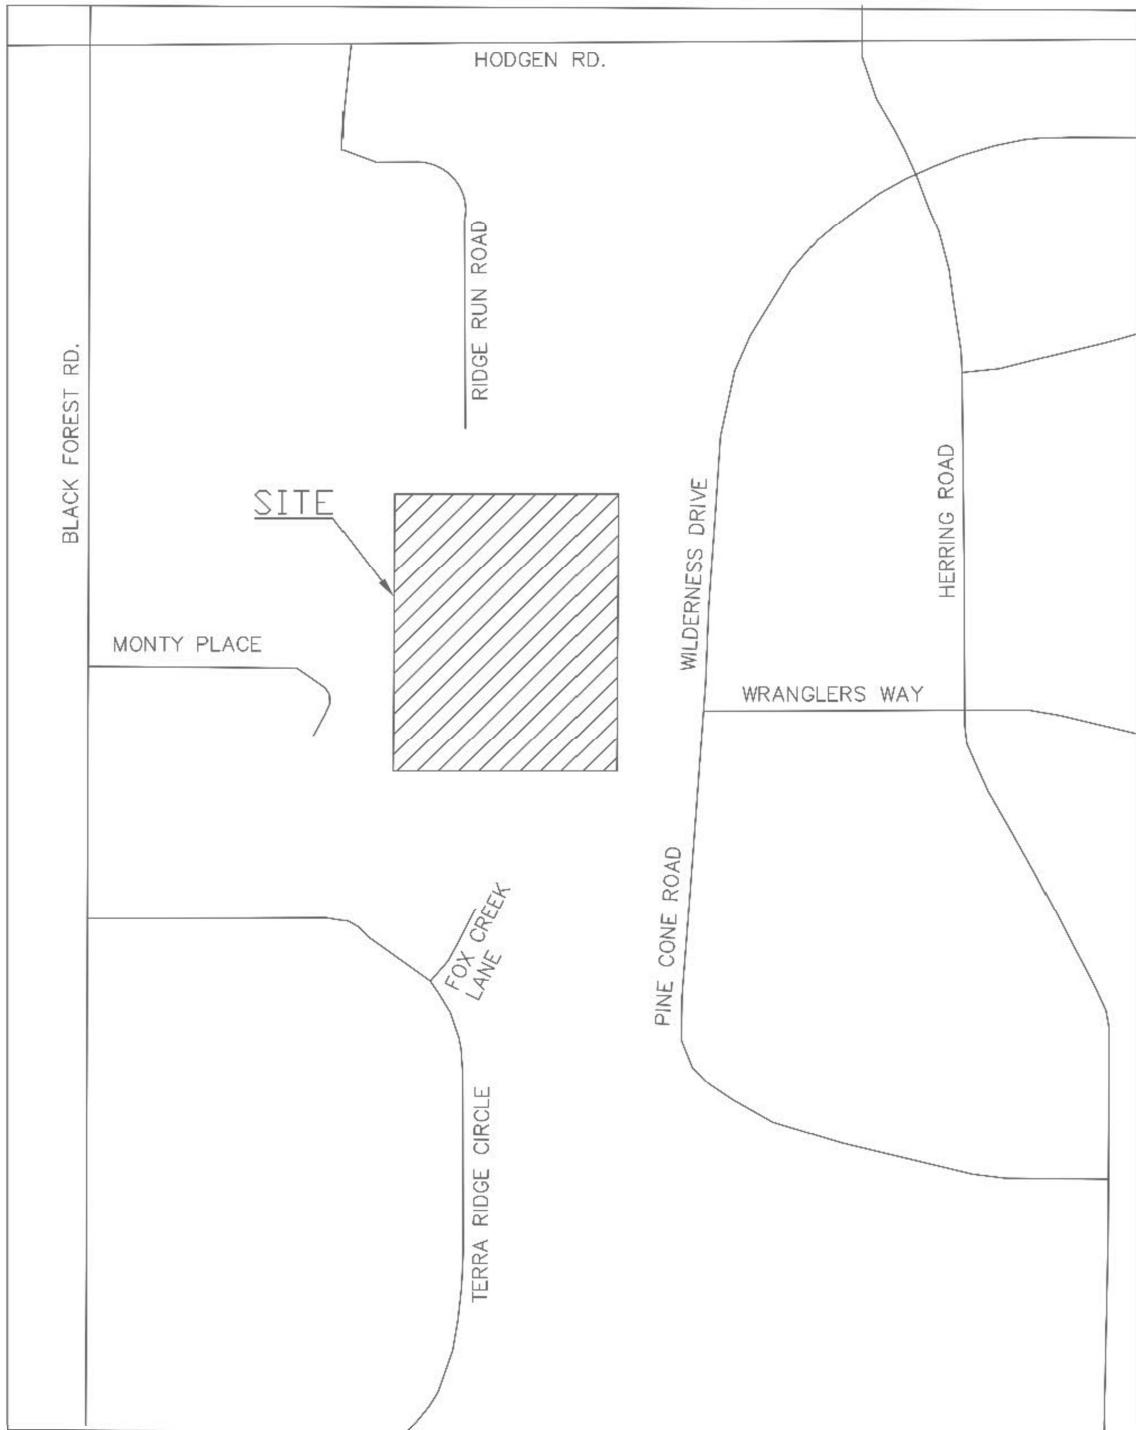 HODGEN RD.
RIDGE RUN ROAD
BLACK FOREST RD.
SITE
WILDERNESS DRIVE
HERRING ROAD
MONTY PLACE
WRANGLERS WAY
PINE CONE ROAD
FOX CREEK
LANE
TERRA RIDGE CIRCLE